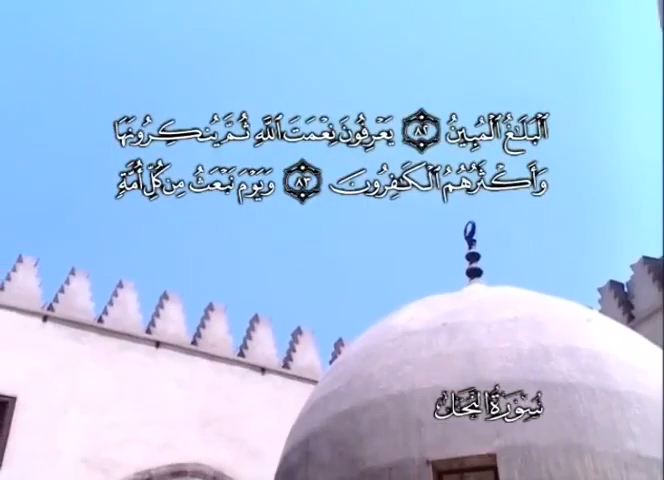 ٱلۡبَلَٰغُ ٱلۡمُبِينُ ٨٢ يَعۡرِفُونَ نِعۡمَتَ ٱللَّهِ ثُمَّ يُنكِرُونَهَا
وَأَكۡثَرُهُمُ ٱلۡكَٰفِرُونَ ٨٣ وَيَوۡمَ نَبۡعَثُ مِن كُلِّ أُمَّةٖ
سُورَةُ النَّحۡل